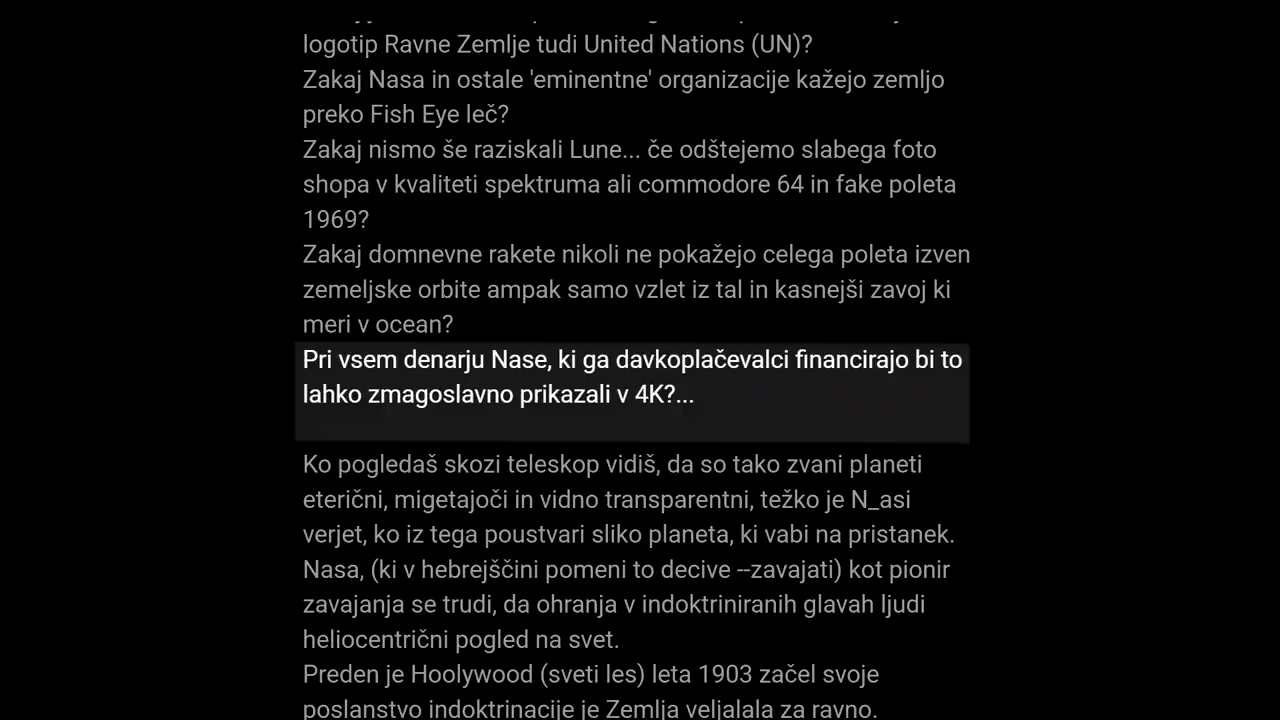 logotip Ravne Zemlje tudi United Nations (UN)?
Zakaj Nasa in ostale 'eminentne' organizacije kažejo zemljo
preko Fish Eye leč?
Zakaj nismo še raziskali Lune... če odštejemo slabega foto
shopa v kvaliteti spektruma ali commodore 64 in fake poleta
1969?
Zakaj domnevne rakete nikoli ne pokažejo celega poleta izven
zemeljske orbite ampak samo vzlet iz tal in kasnejši zavoj ki
meri v ocean?
Pri vsem denarju Nase, ki ga davkoplačevalci financirajo bi to
lahko zmagoslavno prikazali v 4K?...
Ko pogledaš skozi teleskop vidiš, da so tako zvani planeti
eterični, migetajoči in vidno transparentni, težko je N_asi
verjet, ko iz tega poustvari sliko planeta, ki vabi na pristanek.
Nasa, (ki v hebrejščini pomeni to decive --zavajati) kot pionir
zavajanja se trudi, da ohranja v indoktriniranih glavah ljudi
heliocentrični pogled na svet.
Preden je Hoolywood (sveti les) leta 1903 začel svoje
poslanstvo indoktrinacije je Zemlja veljalala za ravno.